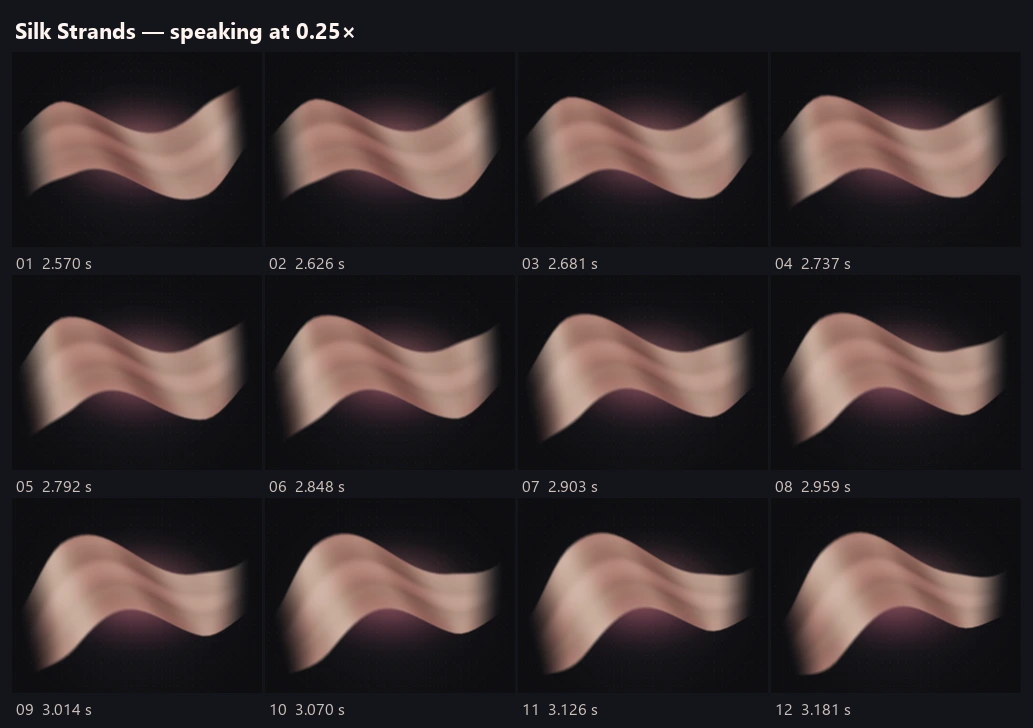 Silk Strands — speaking at 0.25×
01 2.570 s
02 2.626 s
03 2.681 s
04 2.737 s
05 2.792 s
06 2.848 s
07 2.903 s
08 2.959 s
09 3.014 s
10 3.070 s
11 3.126 s
12 3.181 s